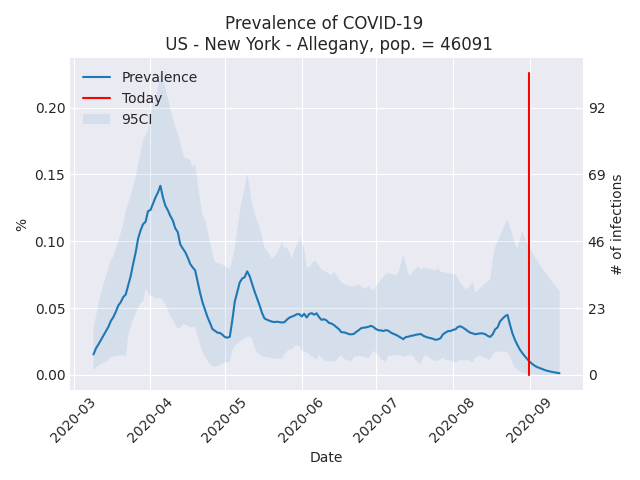 Prevalence of COVID-19
US - New York - Allegany, pop. = 46091
Prevalence
Today
95CI
0.20
0.15
0.10
0.05
0.00
%
92
69
46
23
0
# of infections
2020-03
2020-04
2020-05
2020-06
2020-07
2020-08
2020-09
Date